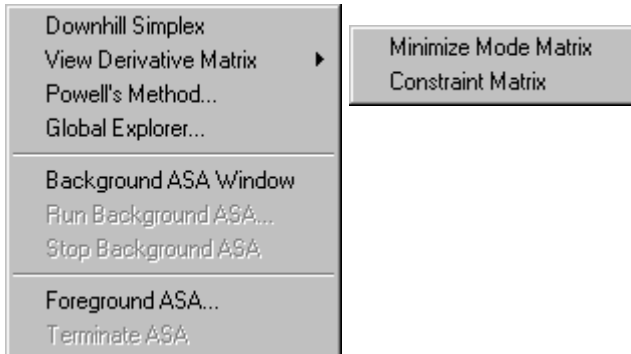 Downhill Simplex
View Derivative Matrix
Powell's Method...
Global Explorer...
Background ASA Window
Run Background ASA...
Stop Background ASA
Foreground ASA...
Terminate ASA
Minimize Mode Matrix
Constraint Matrix